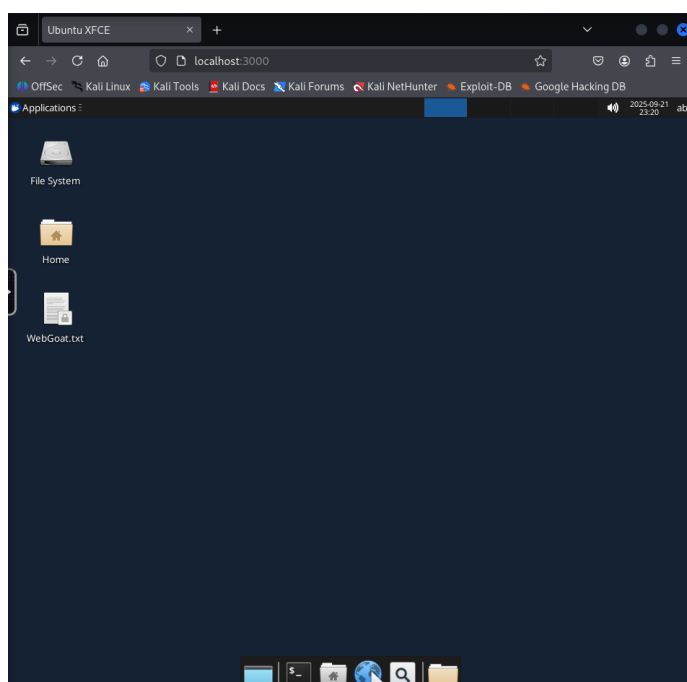 Ubuntu XFCE
localhost:3000
OffSec Kali Linux Kali Tools Kali Docs Kali Forums Kali NetHunter Exploit-DB Google Hacking DB
Applications 2025-09-21
23:20 ab
File System
Home
WebGoat.txt
$_